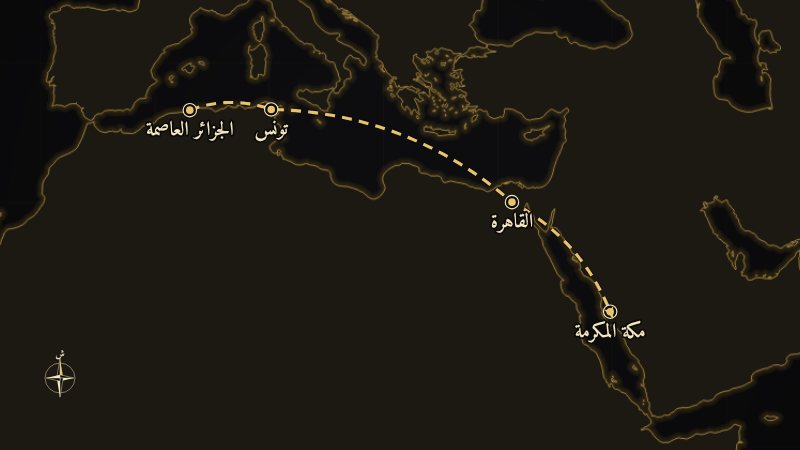 الجزائر العاصمة
تونس
القاهرة
مكة المكرمة
ش